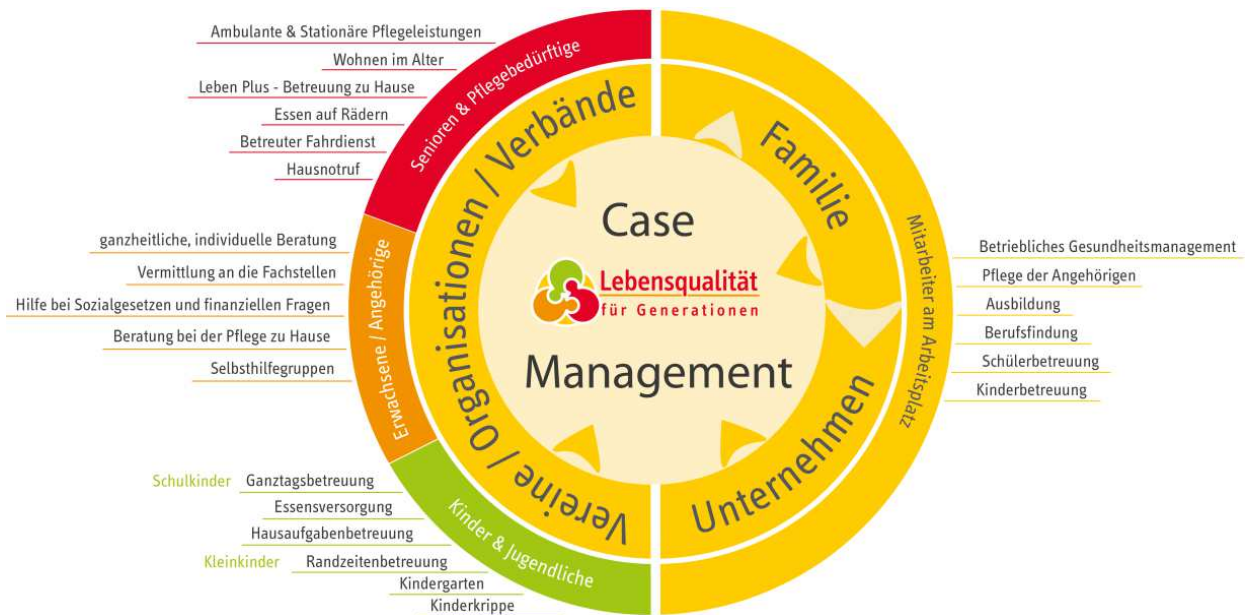 Ambulante & Stationäre Pflegeleistungen
Wohnen im Alter
Leben Plus - Betreuung zu Hause
Essen auf Rädern
Betreuter Fahrdienst
Hausnotruf
Senioren & Pflegebedürftige
ganzheitliche, individuelle Beratung
Vermittlung an die Fachstellen
Hilfe bei Sozialgesetzen und finanziellen Fragen
Beratung bei der Pflege zu Hause
Selbsthilfegruppen
Erwachsene / Angehörige
Schulkinder Ganztagsbetreuung
Essensversorgung
Hausaufgabenbetreuung
Kleinkinder Randzeitenbetreuung
Kindergarten
Kinderkrippe
Kinder & Jugendliche
Vereine / Organisationen / Verbände
Case
Lebensqualität
für Generationen
Management
Familie
Unternehmen
Mitarbeiter am Arbeitsplatz
Betriebliches Gesundheitsmanagement
Pflege der Angehörigen
Ausbildung
Berufsfindung
Schülerbetreuung
Kinderbetreuung